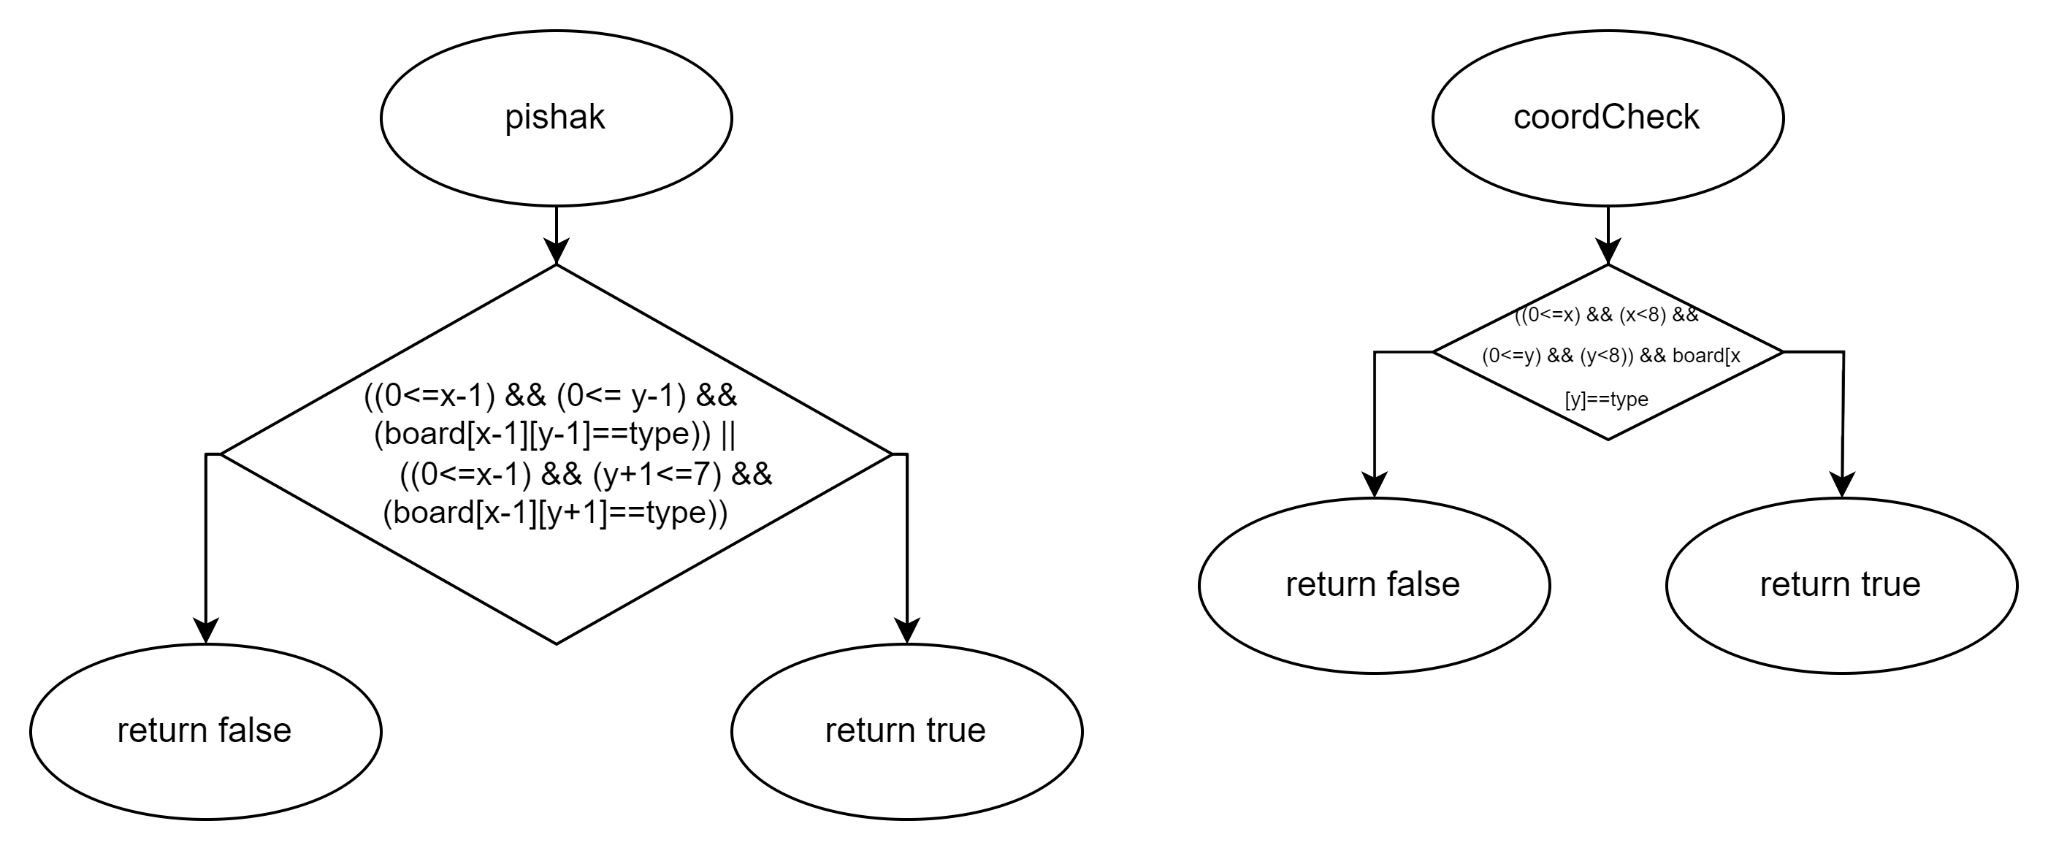 pishak
((0<=x-1) && (0<= y-1) &&
(board[x-1][y-1]==type)) ||
((0<=x-1) && (y+1<=7) &&
(board[x-1][y+1]==type))
return false
return true
coordCheck
((0<=x) && (x<8) &&
(0<=y) && (y<8)) && board[x
[y]==type
return false
return true